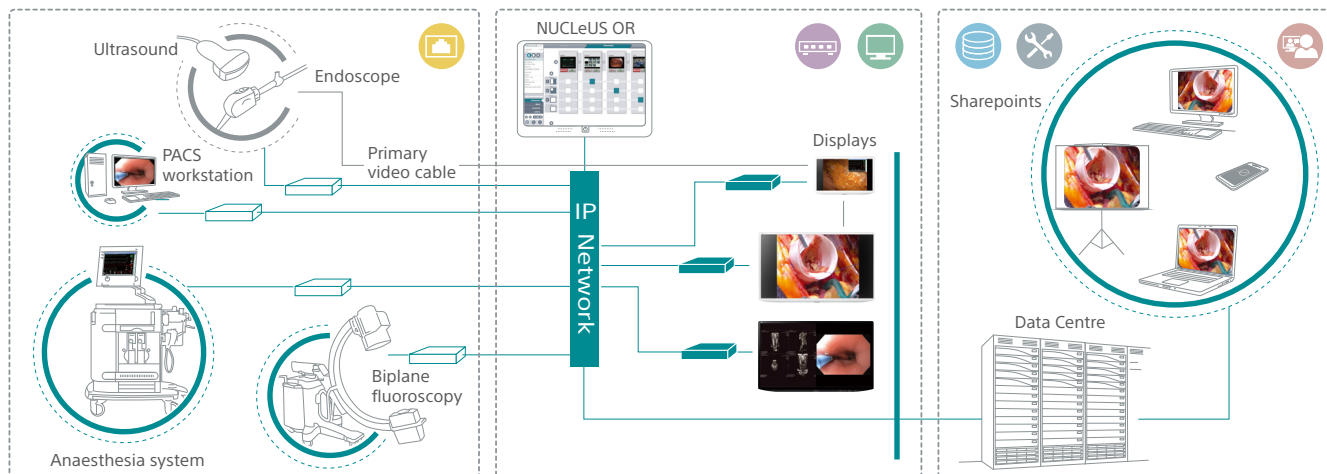 Ultrasound
Endoscope
PACS
workstation
Primary
video cable
Anaesthesia system
Biplane
fluoroscopy
NUCLeUS OR
IP Network
Displays
Sharepoints
Data Centre